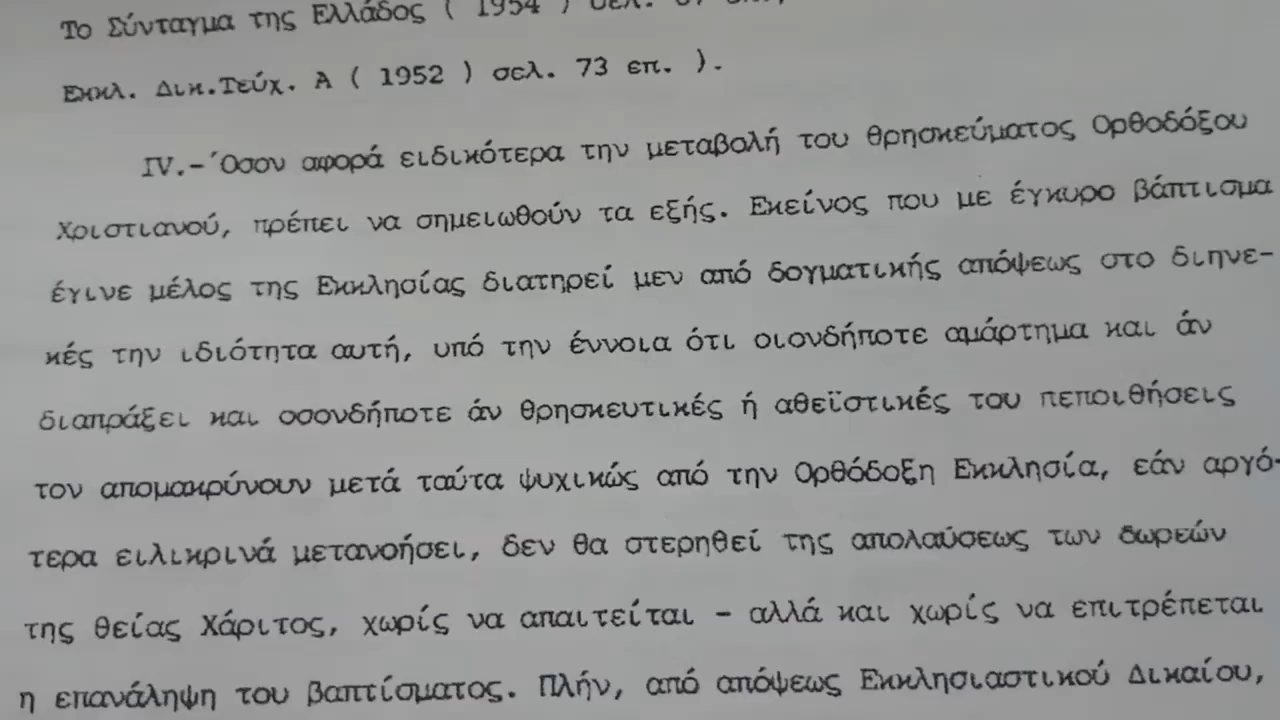 Το Σύνταγμα της Ελλάδος ( 1954 ) σελ.
Εκκλ. Δικ.Τεύχ. Α ( 1952 ) σελ. 73 επ. ).
IV.-Όσον αφορά ειδικότερα την μεταβολή του θρησκεύματος Ορθοδόξου
Χριστιανού, πρέπει να σημειωθούν τα εξής. Εκείνος που με έγκυρο βάπτισμα
έγινε μέλος της Εκκλησίας διατηρεί μεν από δογματικής απόψεως στο διηνε-
κές την ιδιότητα αυτή, υπό την έννοια ότι οιονδήποτε αμάρτημα και άν
διαπράξει και οσονδήποτε άν θρησκευτικές ή αθεϊστικές του πεποιθήσεις
τον απομακρύνουν μετά ταύτα ψυχικώς από την Ορθόδοξη Εκκλησία, εάν αργό-
τερα ειλικρινά μετανοήσει, δεν θα στερηθεί της απολαύσεως των δωρεών
της θείας Χάριτος, χωρίς να απαιτείται - αλλά και χωρίς να επιτρέπεται
η επανάληψη του βαπτίσματος. Πλήν, από απόψεως Εκκλησιαστικού Δικαίου,